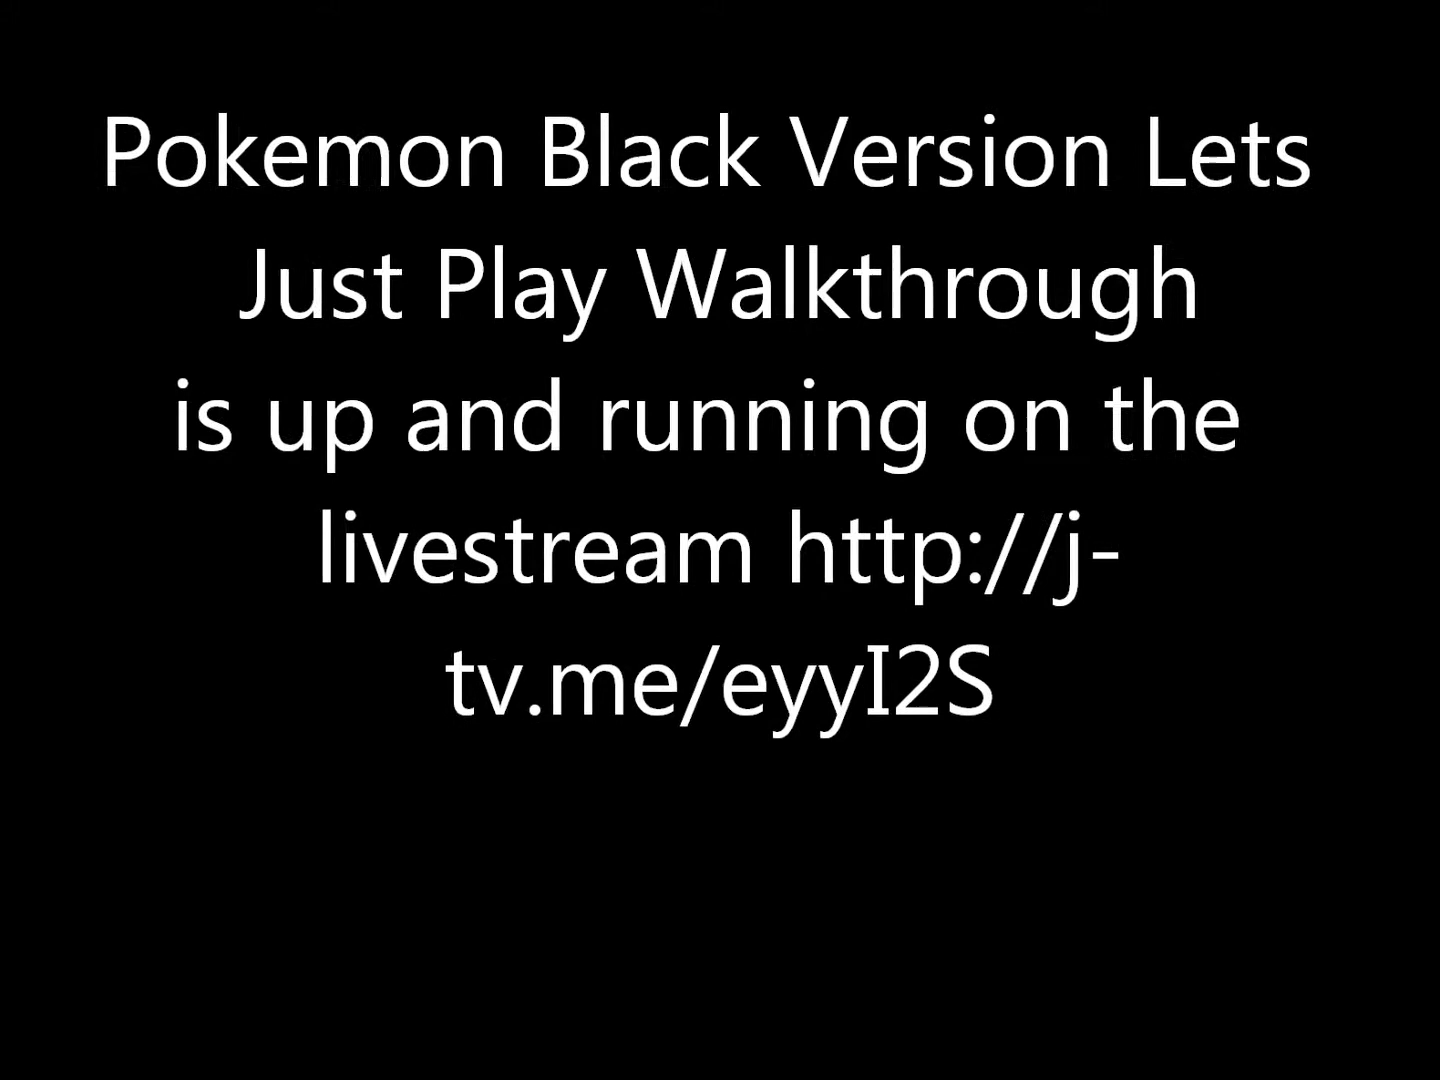 Pokemon Black Version Lets
Just Play Walkthrough
is up and running on the
livestream http://j-
tv.me/eyyI2S